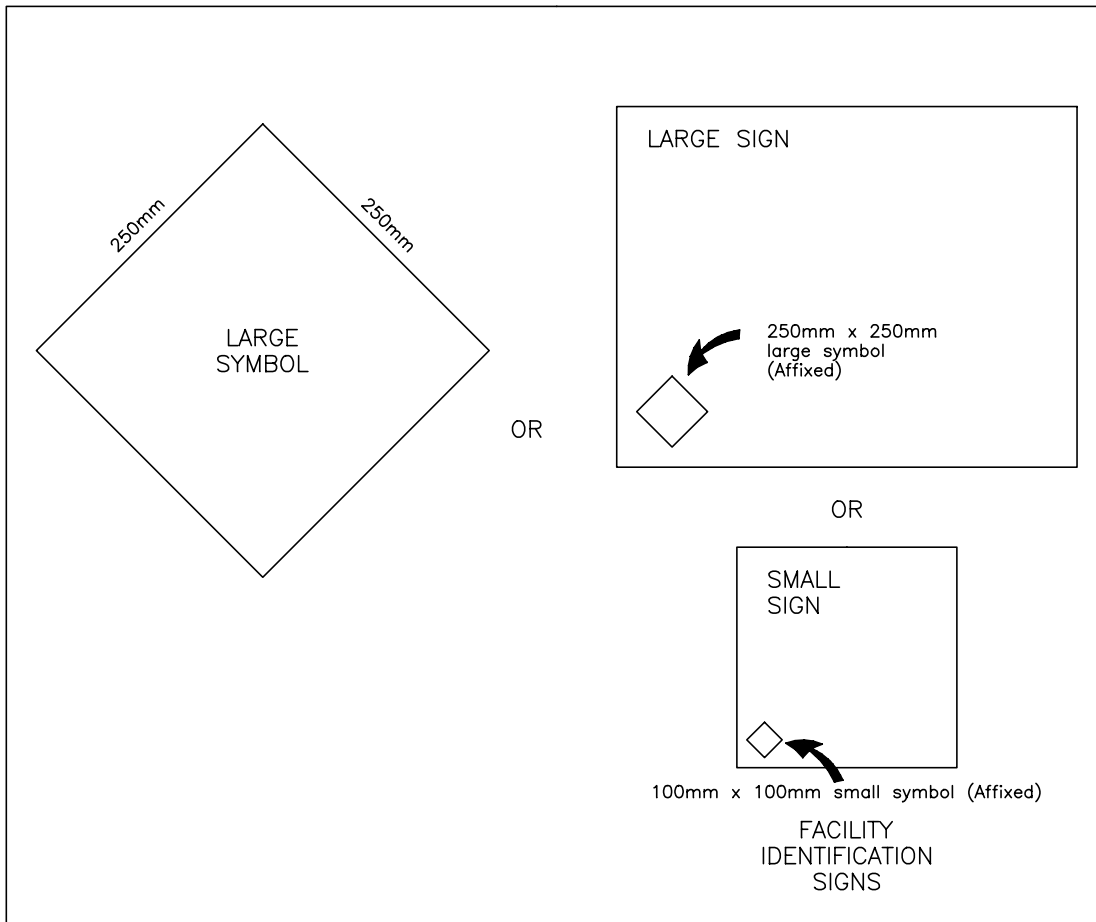 250mm
250mm
LARGE
SYMBOL
OR
LARGE SIGN
250mm x 250mm
large symbol
(Affixed)
OR
SMALL
SIGN
100mm x 100mm small symbol (Affixed)
FACILITY
IDENTIFICATION
SIGNS